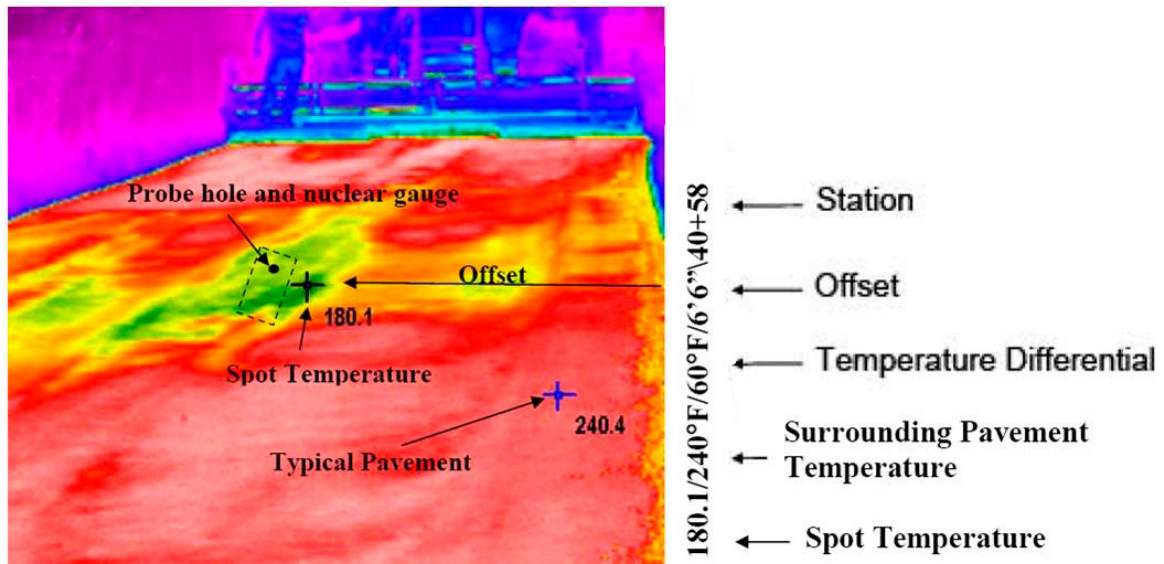 Probe hole and nuclear gauge
Offset
180.1
Spot Temperature
240.4
Typical Pavement
180.1/240°F/60°F/6’6”\40+58
Station
Offset
Temperature Differential
Surrounding Pavement
Temperature
Spot Temperature